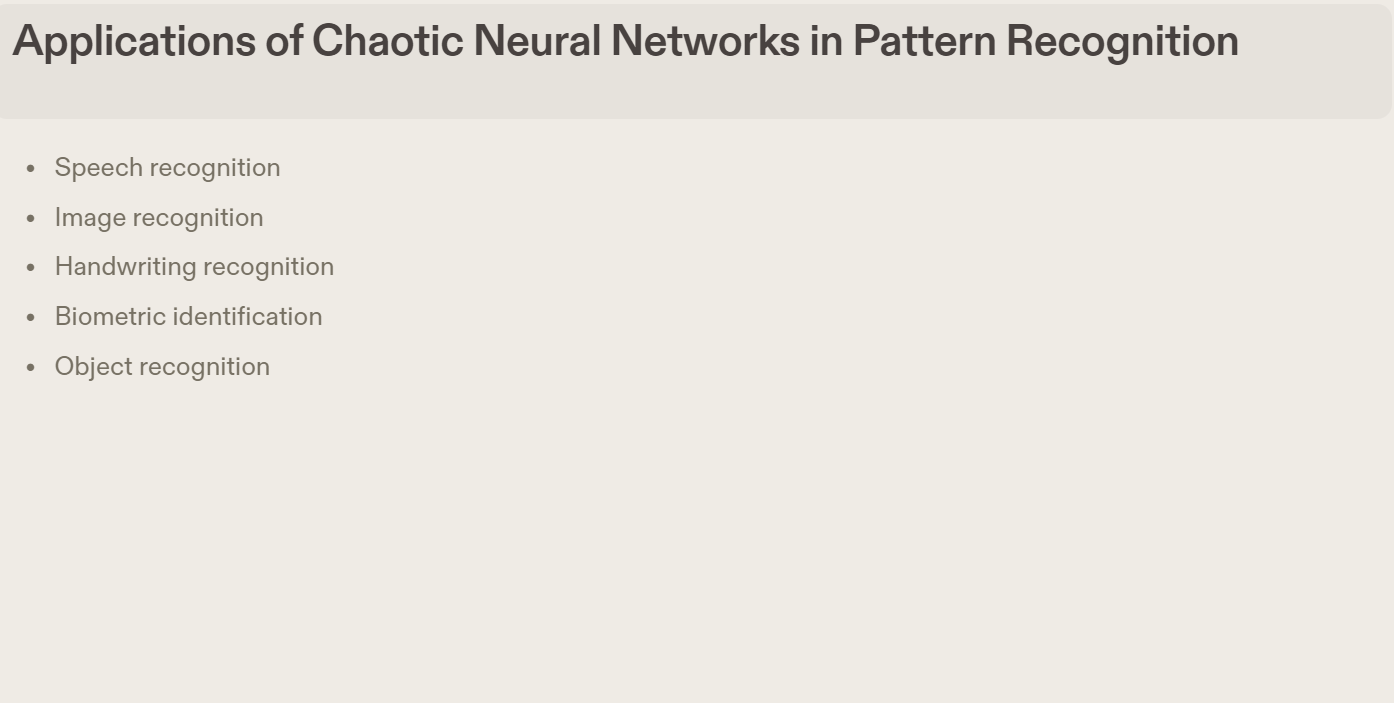 Applications of Chaotic Neural Networks in Pattern Recognition
• Speech recognition
• Image recognition
• Handwriting recognition
• Biometric identification
• Object recognition